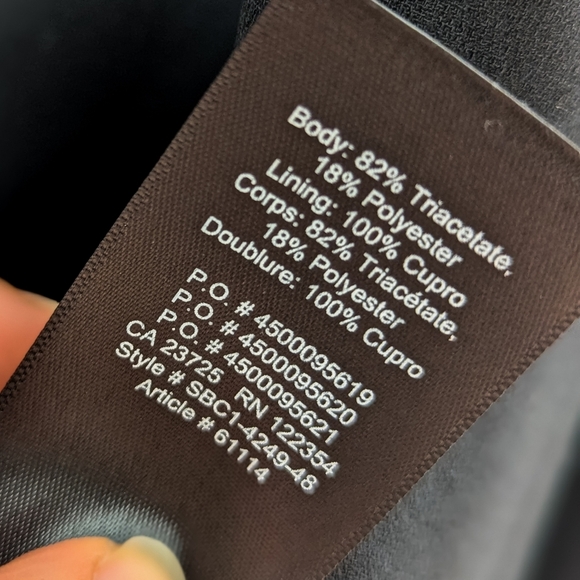 Body: 82% Triacetate,
18% Polyester
Lining: 100% Cupro
Corps: 82% Triacétate,
18% Polyester
Doublure: 100% Cupro
P.O. # 4500095619
P.O. # 4500095620
P.O. # 4500095621
CA 23725 RN 122354
Style # SBC1-4249-48
Article # 61114